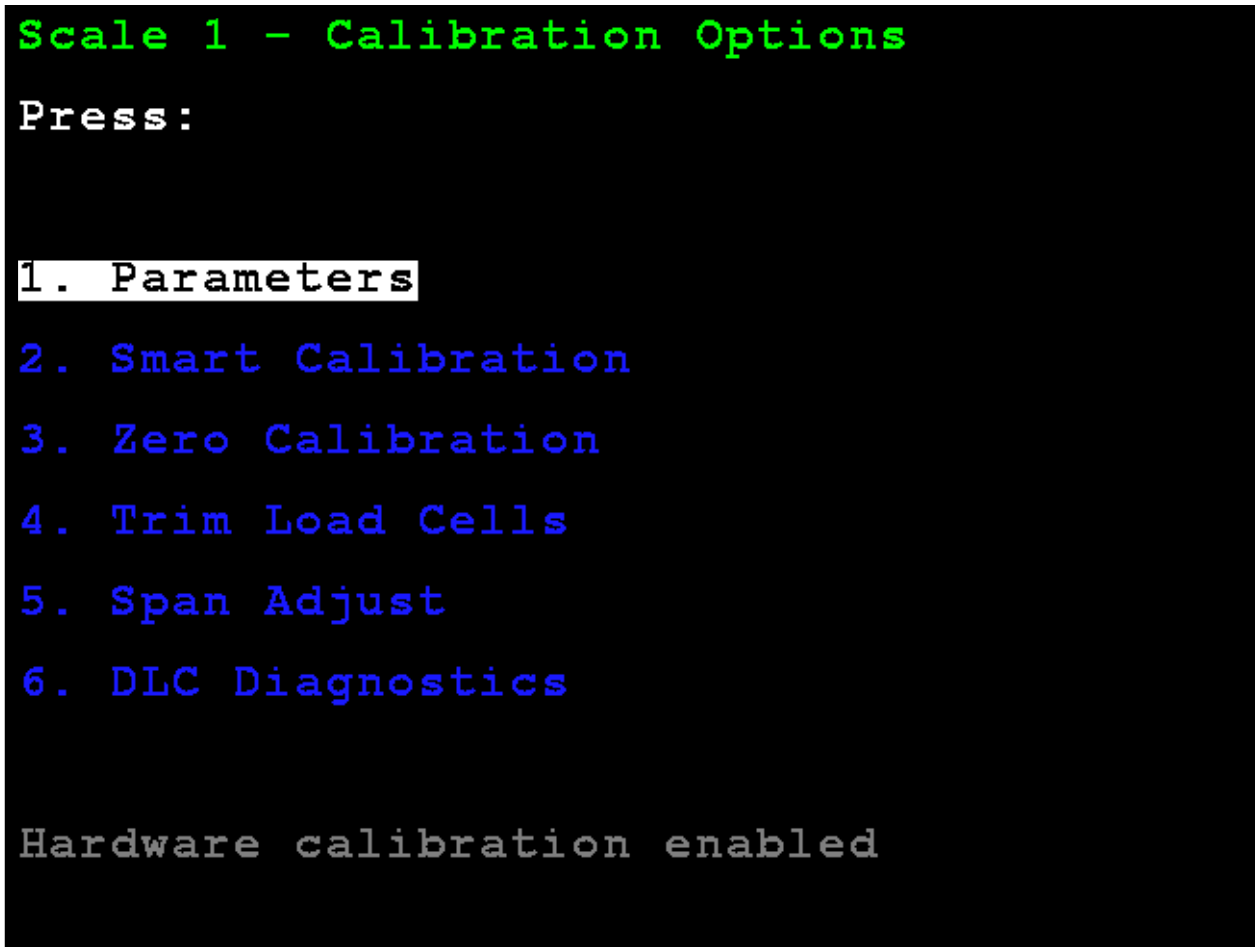 Scale 1 - Calibration Options
Press:
1. Parameters
2. Smart Calibration
3. Zero Calibration
4. Trim Load Cells
5. Span Adjust
6. DLC Diagnostics
Hardware calibration enabled